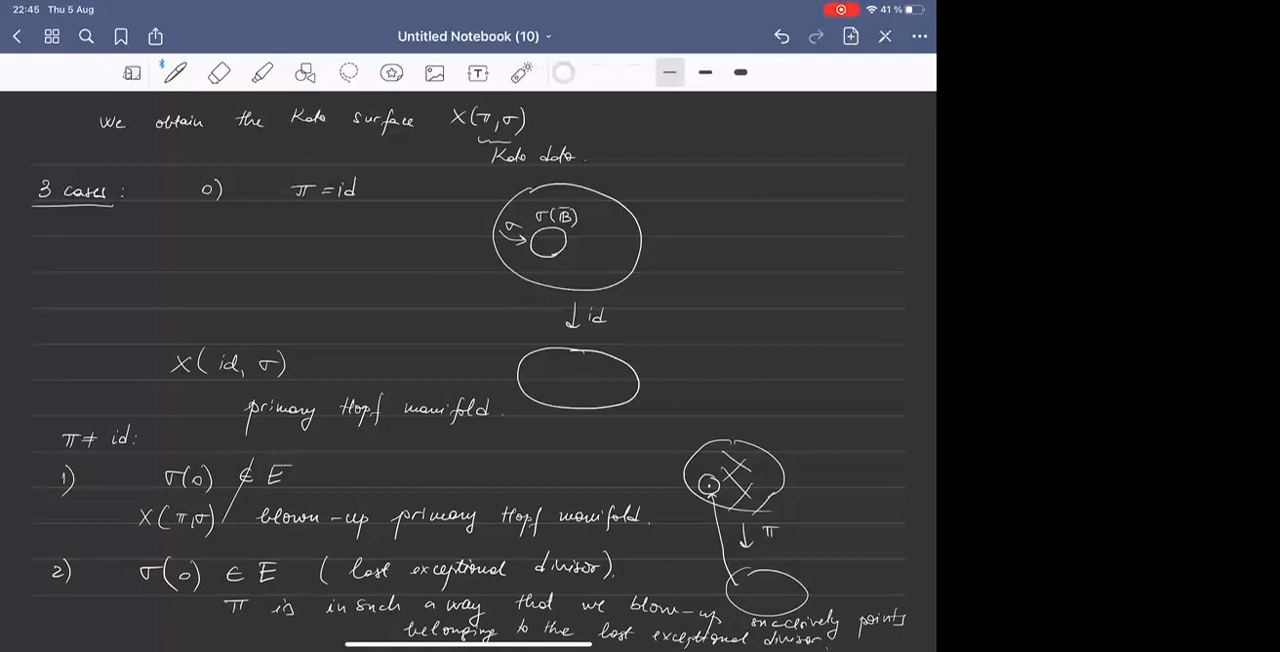 22:45 Thu 5 Aug
41 %
Untitled Notebook (10)
We obtain the Kato surface X(π,σ)
Kato data.
3 cases : 0) π = id
σ(B̅)
σ
↓ id
X( id, σ)
primary Hopf manifold.
π ≠ id:
1) σ(0) ∉ E
X(π,σ) blown-up primary Hopf manifold.
↓ π
2) σ(0) ∈ E ( last exceptional divisor).
π is in such a way that we blow-up successively points
belonging to the last exceptional divisor.